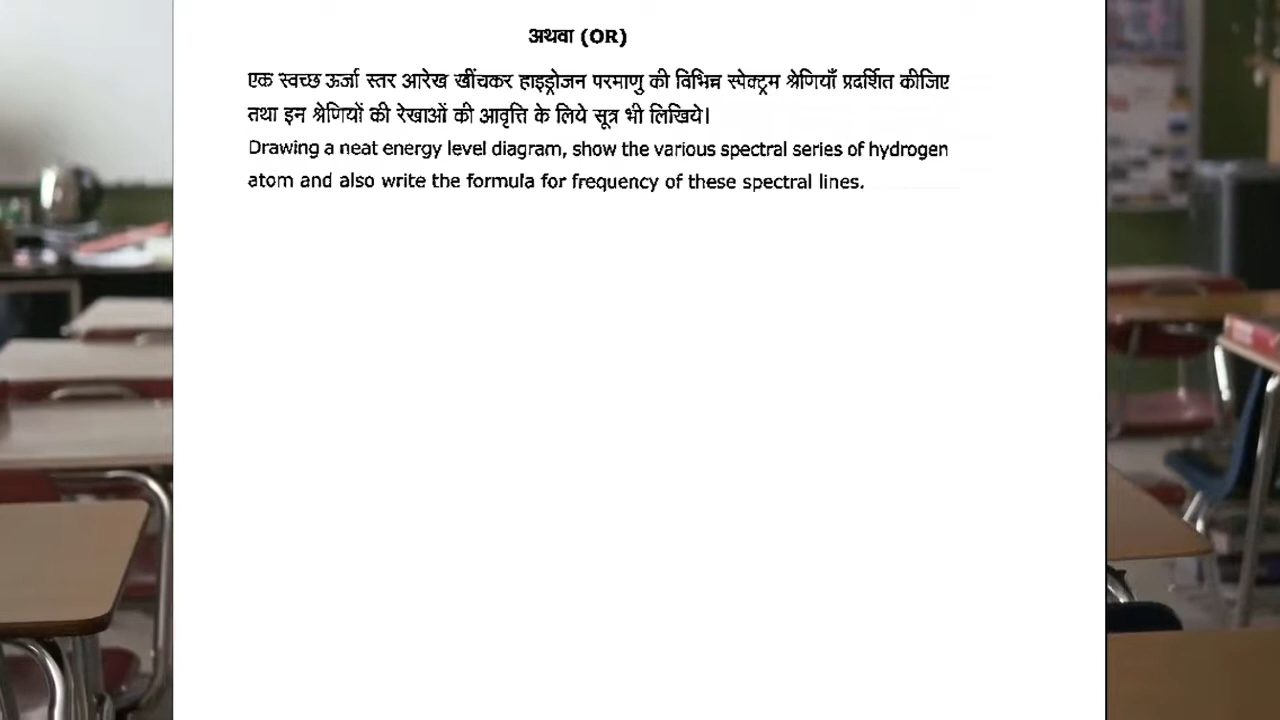 अथवा (OR)
एक स्वच्छ ऊर्जा स्तर आरेख खींचकर हाइड्रोजन परमाणु की विभिन्न स्पेक्ट्रम श्रेणियाँ प्रदर्शित कीजिए
तथा इन श्रेणियों की रेखाओं की आवृत्ति के लिये सूत्र भी लिखिये।
Drawing a neat energy level diagram, show the various spectral series of hydrogen
atom and also write the formula for frequency of these spectral lines.